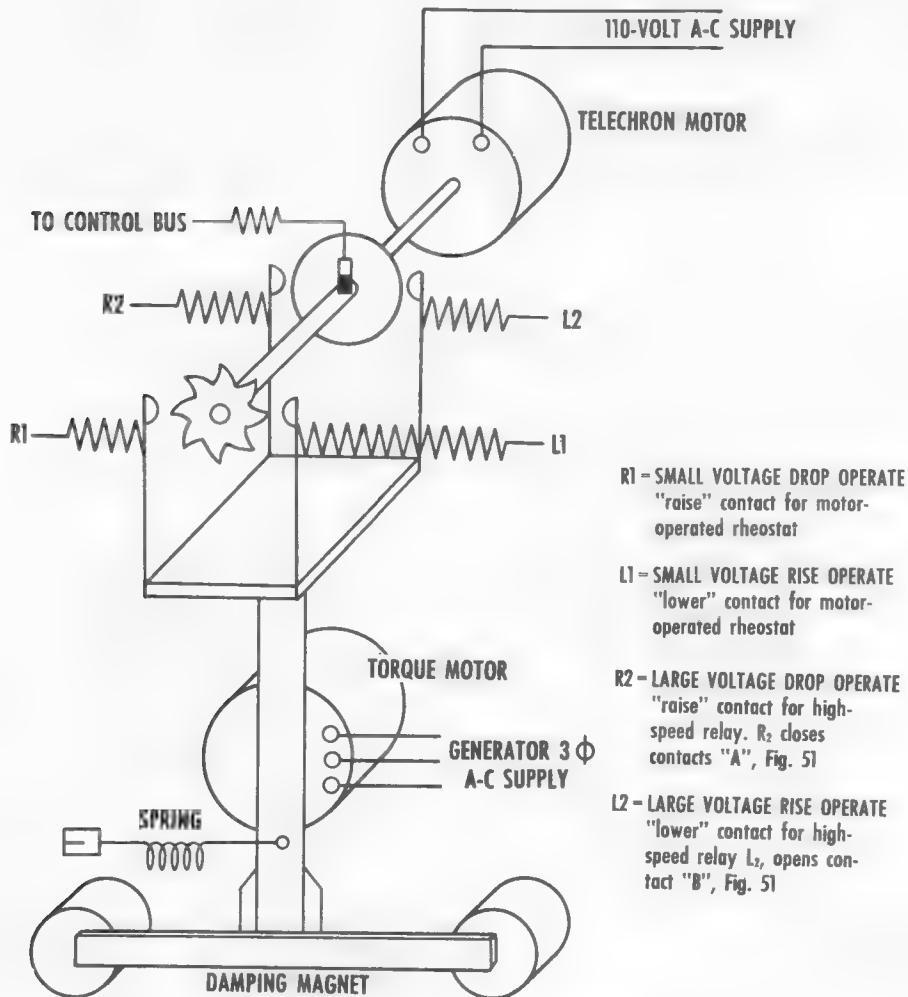 110-VOLT A-C SUPPLY
TELECHRON MOTOR
TO CONTROL BUS
R2
L2
R1
L1
R1 = SMALL VOLTAGE DROP OPERATE
"raise" contact for motor-
operated rheostat
L1 = SMALL VOLTAGE RISE OPERATE
"lower" contact for motor-
operated rheostat
R2 = LARGE VOLTAGE DROP OPERATE
"raise" contact for high-
speed relay. R₂ closes
contacts "A", Fig. 51
L2 = LARGE VOLTAGE RISE OPERATE
"lower" contact for high-
speed relay L₂, opens con-
tact "B", Fig. 51
TORQUE MOTOR
GENERATOR 3 ϕ
A-C SUPPLY
SPRING
DAMPING MAGNET